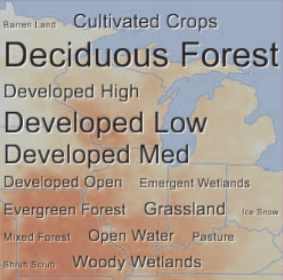 Barren Land Cultivated Crops
Deciduous Forest
Developed High
Developed Low
Developed Med
Developed Open Emergent Wetlands
Evergreen Forest Grassland Ice Snow
Mixed Forest Open Water Pasture
Shrub Scrub Woody Wetlands